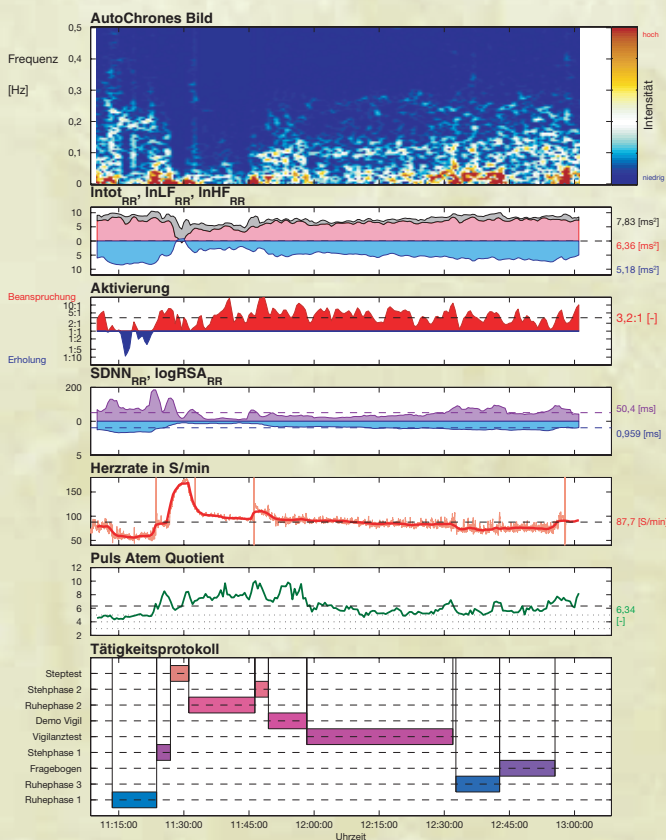 AutoChrones Bild
0,5
0,4
0,3
0,2
0,1
0
Frequenz
[Hz]
hoch
Intensität
niedrig
lntot RR, lnLF RR, lnHF RR
10
5
0
5
10
7,83 [ms²]
6,36 [ms²]
5,18 [ms²]
Aktivierung
Beanspruchung
10:1
5:1
2:1
1:1
1:2
1:5
1:10
Erholung
3,2:1 [-]
SDNN RR, logRSA RR
200
0
5
50,4 [ms]
0,959 [ms]
Herzrate in S/min
150
100
50
87,7 [S/min]
Puls Atem Quotient
12
10
8
6
4
2
6,34
[-]
Tätigkeitsprotokoll
Steptest
Stehphase 2
Ruhephase 2
Demo Vigil
Vigilanztest
Stehphase 1
Fragebogen
Ruhephase 3
Ruhephase 1
11:15:00 11:30:00 11:45:00 12:00:00 12:15:00 12:30:00 12:45:00 13:00:00
Uhrzeit